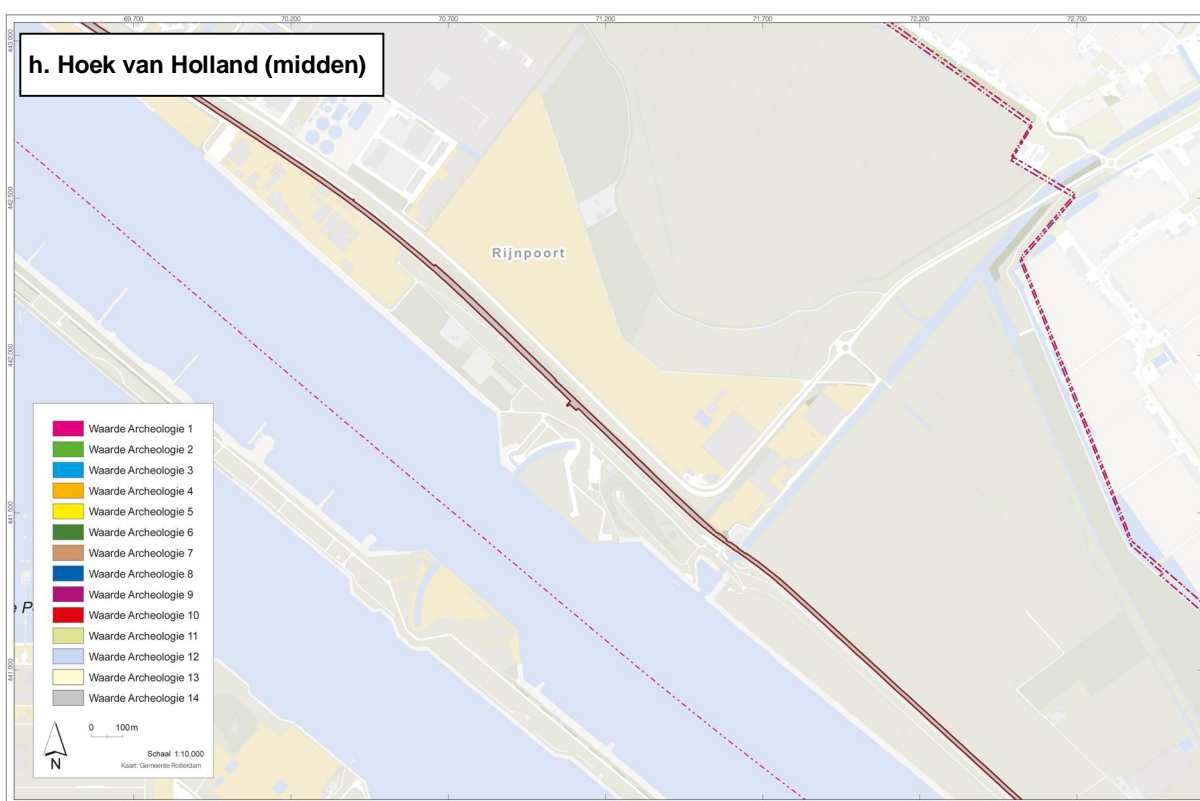 69.700 70.200 70.700 71.200 71.700 72.200 72.700
443.000
h. Hoek van Holland (midden)
442.500
Rijnpoort
442.000
Waarde Archeologie 1
Waarde Archeologie 2
Waarde Archeologie 3
Waarde Archeologie 4
Waarde Archeologie 5
441.500
Waarde Archeologie 6
Waarde Archeologie 7
Waarde Archeologie 8
Waarde Archeologie 9
e P
Waarde Archeologie 10
Waarde Archeologie 11
Waarde Archeologie 12
441.000
Waarde Archeologie 13
Waarde Archeologie 14
0 100m
N
Schaal 1:10.000
Kaart: Gemeente Rotterdam